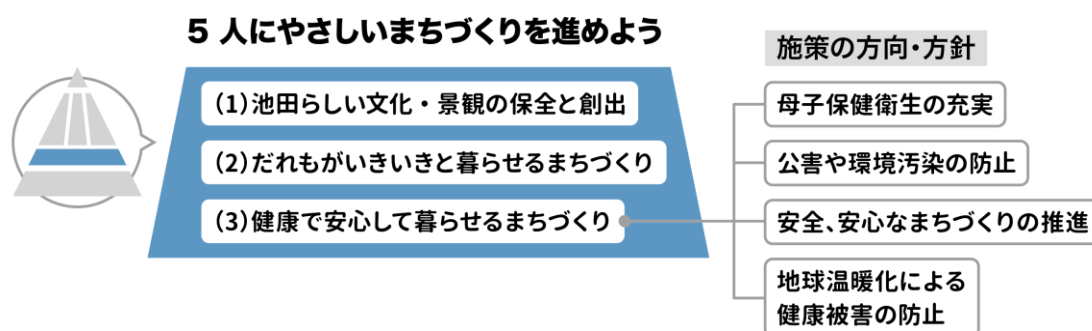 5 人にやさしいまちづくりを進めよう
(1)池田らしい文化・景観の保全と創出
(2)だれもがいきいきと暮らせるまちづくり
(3)健康で安心して暮らせるまちづくり
施策の方向・方針
母子保健衛生の充実
公害や環境汚染の防止
安全、安心なまちづくりの推進
地球温暖化による
健康被害の防止